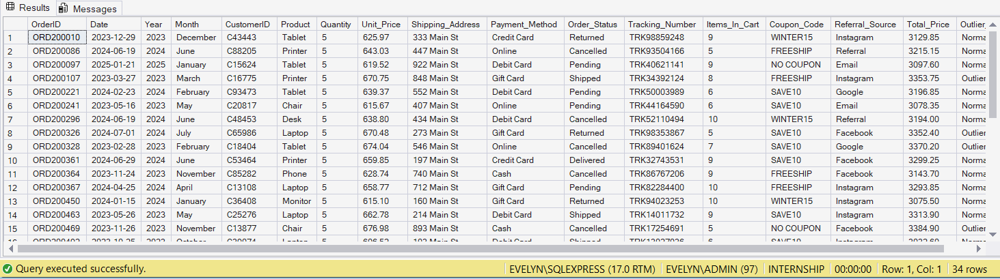 Results Messages
OrderID Date Year Month CustomerID Product Quantity Unit_Price Shipping_Address Payment_Method Order_Status Tracking_Number Items_In_Cart Coupon_Code Referral_Source Total_Price Outlier_
1 ORD200010 2023-12-29 2023 December C43443 Tablet 5 625.97 333 Main St Credit Card Returned TRK98859248 9 WINTER15 Instagram 3129.85 Norma
2 ORD200086 2024-06-19 2024 June C88205 Printer 5 643.03 447 Main St Online Cancelled TRK93504166 5 FREESHIP Referral 3215.15 Norma
3 ORD200097 2025-01-21 2025 January C15624 Tablet 5 619.52 922 Main St Debit Card Pending TRK40621141 9 NO COUPON Email 3097.60 Norma
4 ORD200107 2023-03-27 2023 March C16775 Printer 5 670.75 848 Main St Gift Card Shipped TRK34392124 8 FREESHIP Instagram 3353.75 Outlier
5 ORD200221 2024-02-23 2024 February C93473 Tablet 5 639.37 552 Main St Debit Card Pending TRK50003989 6 SAVE10 Google 3196.85 Norma
6 ORD200241 2023-05-16 2023 May C20817 Chair 5 615.67 407 Main St Online Pending TRK44164590 6 SAVE10 Email 3078.35 Norma
7 ORD200296 2024-06-19 2024 June C48453 Desk 5 638.80 434 Main St Debit Card Cancelled TRK52110494 10 WINTER15 Referral 3194.00 Norma
8 ORD200326 2024-07-01 2024 July C65986 Laptop 5 670.48 273 Main St Gift Card Returned TRK98353867 5 SAVE10 Facebook 3352.40 Outlier
9 ORD200328 2023-02-28 2023 February C18404 Tablet 5 674.04 546 Main St Online Cancelled TRK89401624 7 SAVE10 Google 3370.20 Outlier
10 ORD200361 2024-06-29 2024 June C53464 Printer 5 659.85 197 Main St Credit Card Delivered TRK32743531 9 SAVE10 Facebook 3299.25 Norma
11 ORD200364 2023-11-24 2023 November C85282 Phone 5 628.74 740 Main St Cash Cancelled TRK86767206 9 FREESHIP Facebook 3143.70 Norma
12 ORD200367 2024-04-25 2024 April C13108 Laptop 5 658.77 712 Main St Gift Card Pending TRK82284400 10 FREESHIP Instagram 3293.85 Norma
13 ORD200450 2024-01-15 2024 January C36408 Monitor 5 615.10 160 Main St Gift Card Returned TRK94023253 10 WINTER15 Instagram 3075.50 Norma
14 ORD200463 2023-05-26 2023 May C25276 Laptop 5 662.78 214 Main St Debit Card Shipped TRK14011732 9 SAVE10 Instagram 3313.90 Norma
15 ORD200469 2023-11-26 2023 November C13877 Chair 5 676.98 893 Main St Cash Cancelled TRK17254691 5 NO COUPON Facebook 3384.90 Outlier
Query executed successfully. EVELYN\SQLEXPRESS (17.0 RTM) EVELYN\ADMIN (97) INTERNSHIP 00:00:00 Row: 1, Col: 1 34 rows